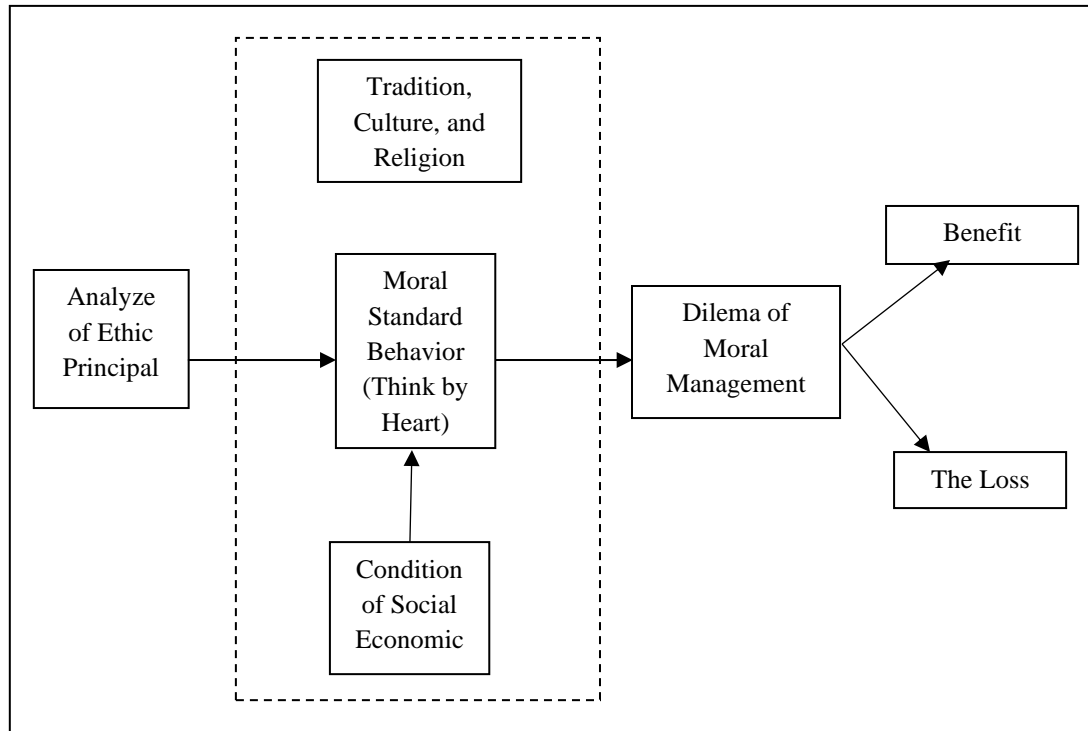 Tradition,
Culture, and
Religion
Analyze
of Ethic
Principal
Moral
Standard
Behavior
(Think by
Heart)
Condition
of Social
Economic
Dilema of
Moral
Management
Benefit
The Loss